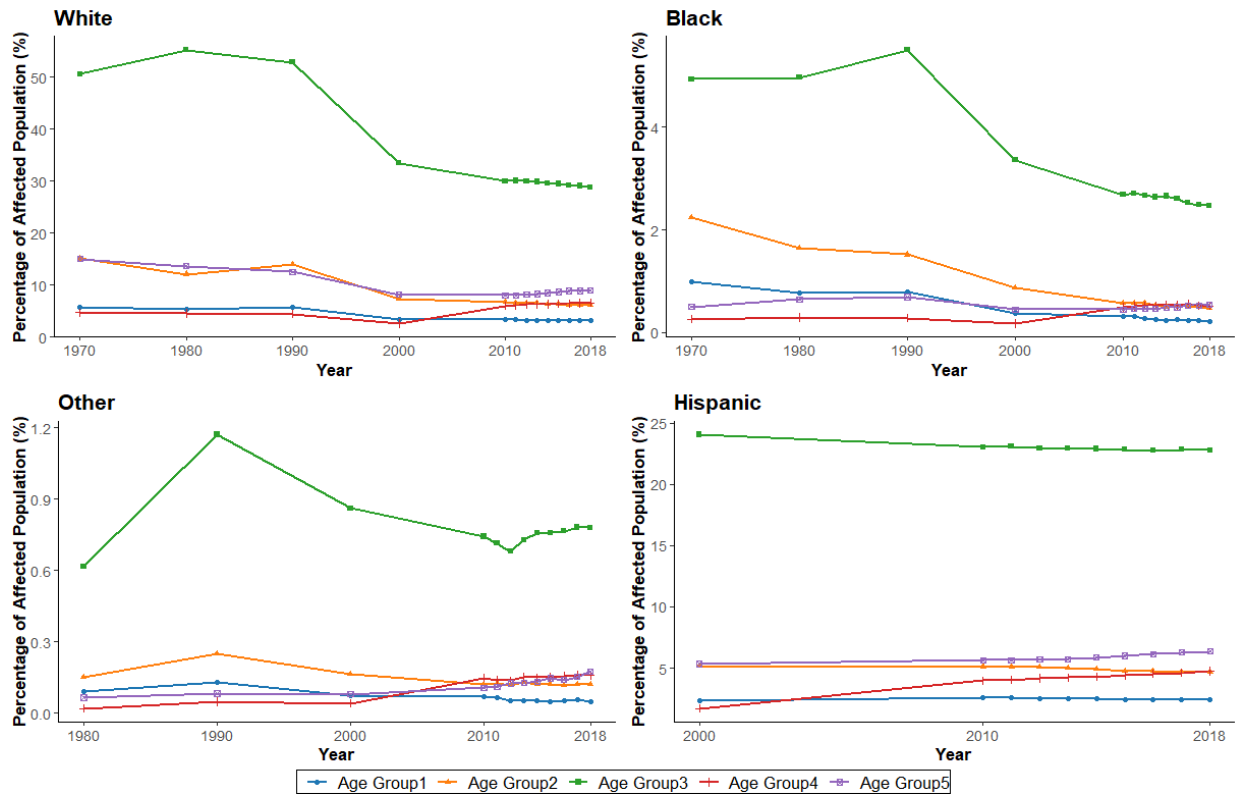 White
Percentage of Affected Population (%)
50
40
30
20
10
0
1970
1980
1990
2000
2010
2018
Year
Black
Percentage of Affected Population (%)
4
2
0
1970
1980
1990
2000
2010
2018
Year
Other
Percentage of Affected Population (%)
1.2
0.9
0.6
0.3
0.0
1980
1990
2000
2010
2018
Year
Hispanic
Percentage of Affected Population (%)
25
20
15
10
5
2000
2010
2018
Year
Age Group1
Age Group2
Age Group3
Age Group4
Age Group5